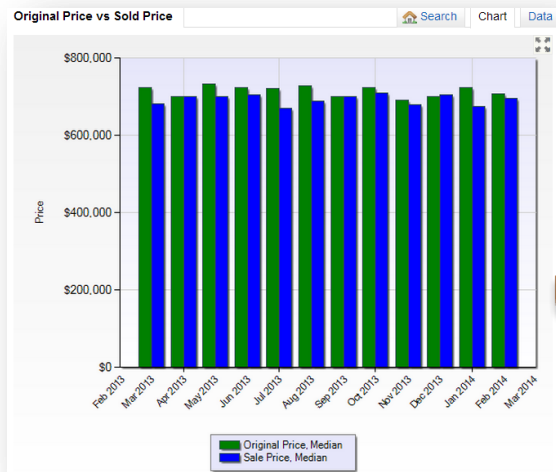 Original Price vs Sold Price
Search
Chart
Data
$800,000
$600,000
$400,000
$200,000
$0
Price
Feb 2013
Mar 2013
Apr 2013
May 2013
Jun 2013
Jul 2013
Aug 2013
Sep 2013
Oct 2013
Nov 2013
Dec 2013
Jan 2014
Feb 2014
Mar 2014
Original Price, Median
Sale Price, Median